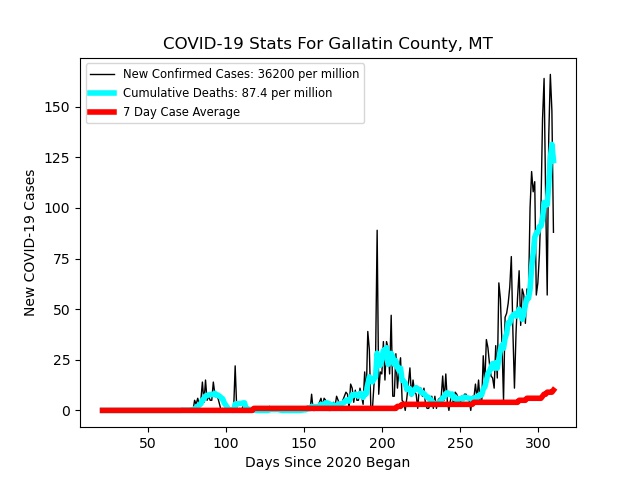 COVID-19 Stats For Gallatin County, MT
New Confirmed Cases: 36200 per million
Cumulative Deaths: 87.4 per million
7 Day Case Average
New COVID-19 Cases
150
125
100
75
50
25
0
50 100 150 200 250 300
Days Since 2020 Began